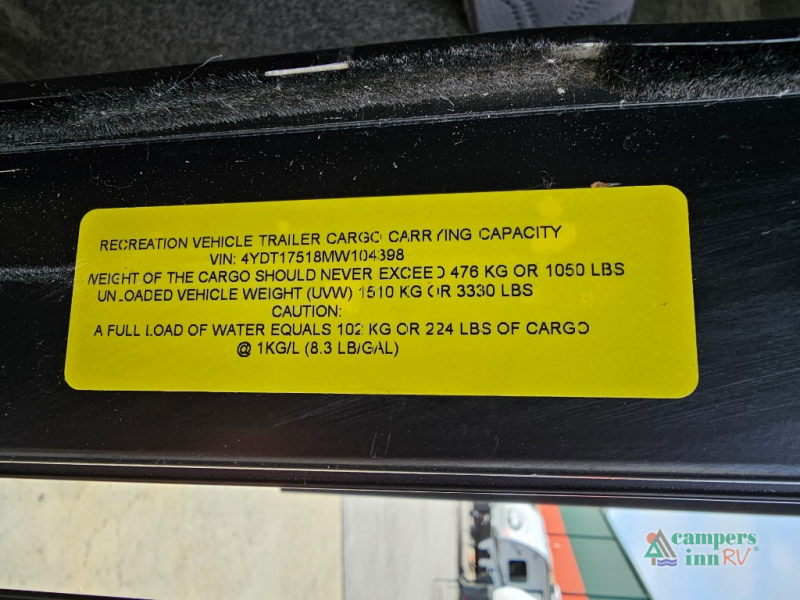 RECREATION VEHICLE TRAILER CARGO CARRYING CAPACITY
VIN: 4YDT17518MW104398
WEIGHT OF THE CARGO SHOULD NEVER EXCEED 476 KG OR 1050 LBS
UNLOADED VEHICLE WEIGHT (UVW) 1510 KG OR 3330 LBS
CAUTION:
A FULL LOAD OF WATER EQUALS 102 KG OR 224 LBS OF CARGO
@ 1KG/L (8.3 LB/GAL)
campers
inn RV®